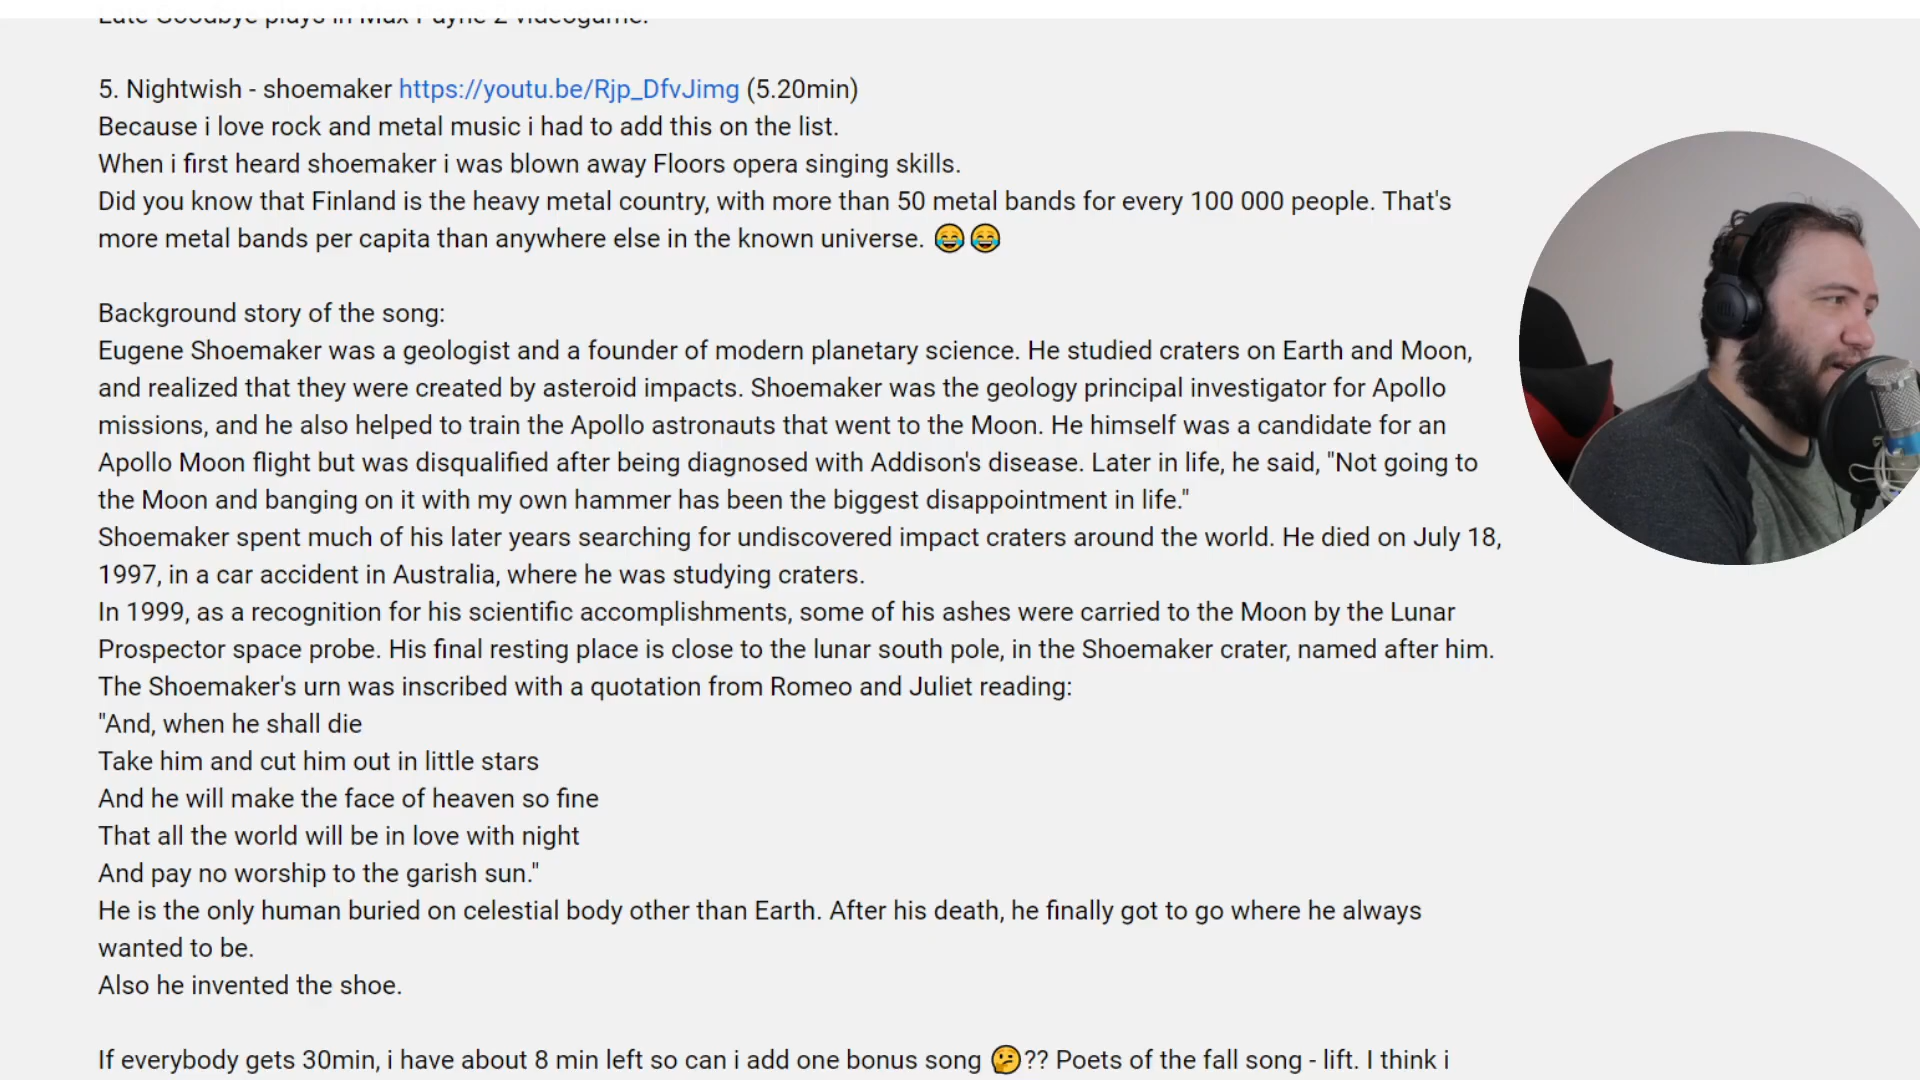 Late Goodbye plays in Max Payne 2 videogame.
5. Nightwish - shoemaker https://youtu.be/Rjp_DfvJimg (5.20min)
Because i love rock and metal music i had to add this on the list.
When i first heard shoemaker i was blown away Floors opera singing skills.
Did you know that Finland is the heavy metal country, with more than 50 metal bands for every 100 000 people. That's
more metal bands per capita than anywhere else in the known universe. 😂😂
Background story of the song:
Eugene Shoemaker was a geologist and a founder of modern planetary science. He studied craters on Earth and Moon,
and realized that they were created by asteroid impacts. Shoemaker was the geology principal investigator for Apollo
missions, and he also helped to train the Apollo astronauts that went to the Moon. He himself was a candidate for an
Apollo Moon flight but was disqualified after being diagnosed with Addison's disease. Later in life, he said, "Not going to
the Moon and banging on it with my own hammer has been the biggest disappointment in life."
Shoemaker spent much of his later years searching for undiscovered impact craters around the world. He died on July 18,
1997, in a car accident in Australia, where he was studying craters.
In 1999, as a recognition for his scientific accomplishments, some of his ashes were carried to the Moon by the Lunar
Prospector space probe. His final resting place is close to the lunar south pole, in the Shoemaker crater, named after him.
The Shoemaker's urn was inscribed with a quotation from Romeo and Juliet reading:
"And, when he shall die
Take him and cut him out in little stars
And he will make the face of heaven so fine
That all the world will be in love with night
And pay no worship to the garish sun."
He is the only human buried on celestial body other than Earth. After his death, he finally got to go where he always
wanted to be.
Also he invented the shoe.
If everybody gets 30min, i have about 8 min left so can i add one bonus song 🤔?? Poets of the fall song - lift. I think i